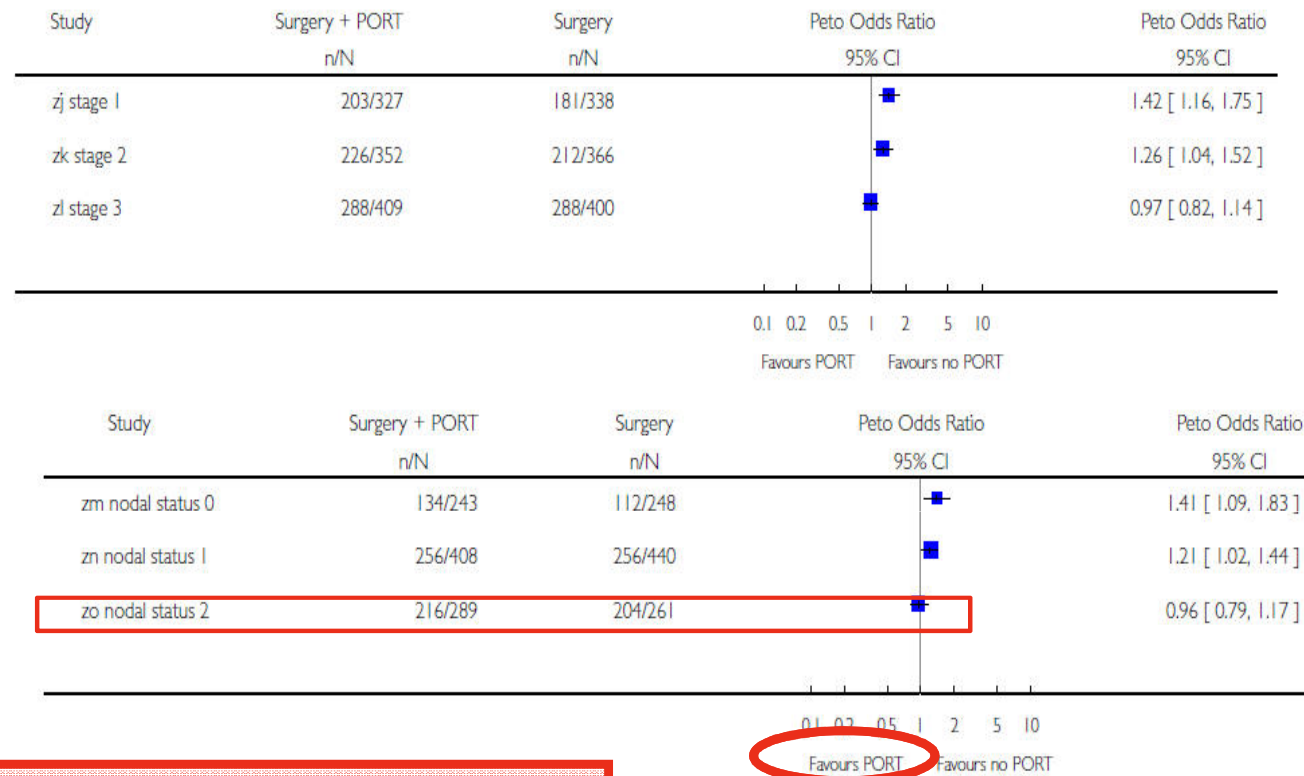 Study Surgery + PORT Surgery Peto Odds Ratio Peto Odds Ratio
n/N n/N 95% CI 95% CI
zj stage 1 203/327 181/338 1.42 [ 1.16, 1.75 ]
zk stage 2 226/352 212/366 1.26 [ 1.04, 1.52 ]
zl stage 3 288/409 288/400 0.97 [ 0.82, 1.14 ]
0.1 0.2 0.5 1 2 5 10
Favours PORT Favours no PORT
Study Surgery + PORT Surgery Peto Odds Ratio Peto Odds Ratio
n/N n/N 95% CI 95% CI
zm nodal status 0 134/243 112/248 1.41 [ 1.09, 1.83 ]
zn nodal status 1 256/408 256/440 1.21 [ 1.02, 1.44 ]
zo nodal status 2 216/289 204/261 0.96 [ 0.79, 1.17 ]
0.1 0.2 0.5 1 2 5 10
Favours PORT Favours no PORT